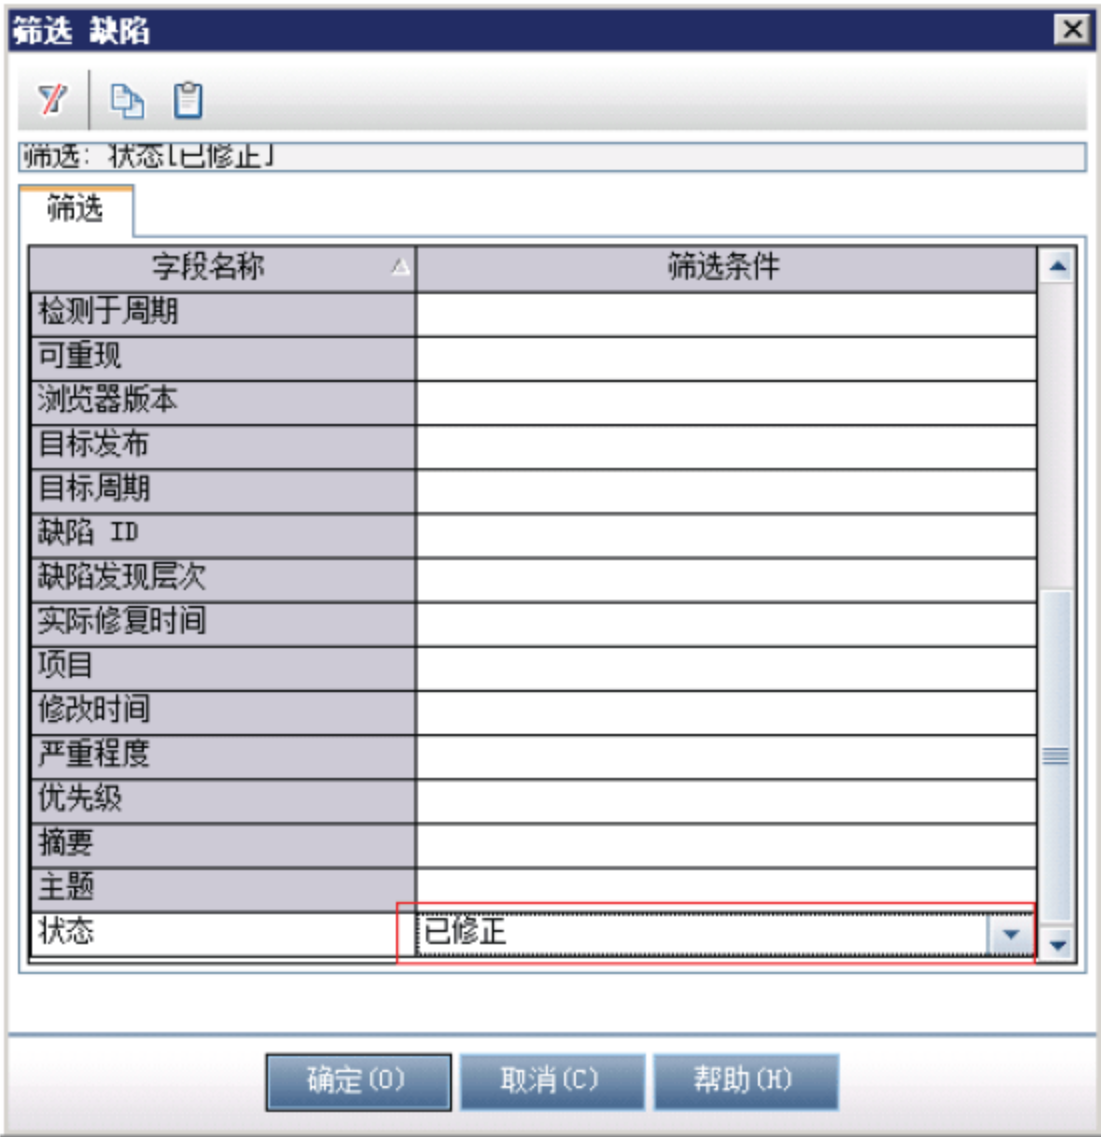 筛选 缺陷
筛选: 状态[已修正]
筛选
字段名称 筛选条件
检测于周期
可重现
浏览器版本
目标发布
目标周期
缺陷 ID
缺陷发现层次
实际修复时间
项目
修改时间
严重程度
优先级
摘要
主题
状态 已修正
确定(O) 取消(C) 帮助(H)